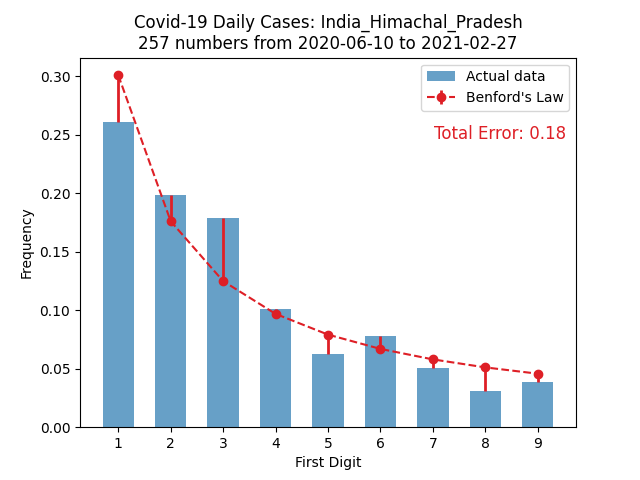 Covid-19 Daily Cases: India_Himachal_Pradesh
257 numbers from 2020-06-10 to 2021-02-27
Actual data
Benford's Law
Total Error: 0.18
Frequency
0.30
0.25
0.20
0.15
0.10
0.05
0.00
1 2 3 4 5 6 7 8 9
First Digit